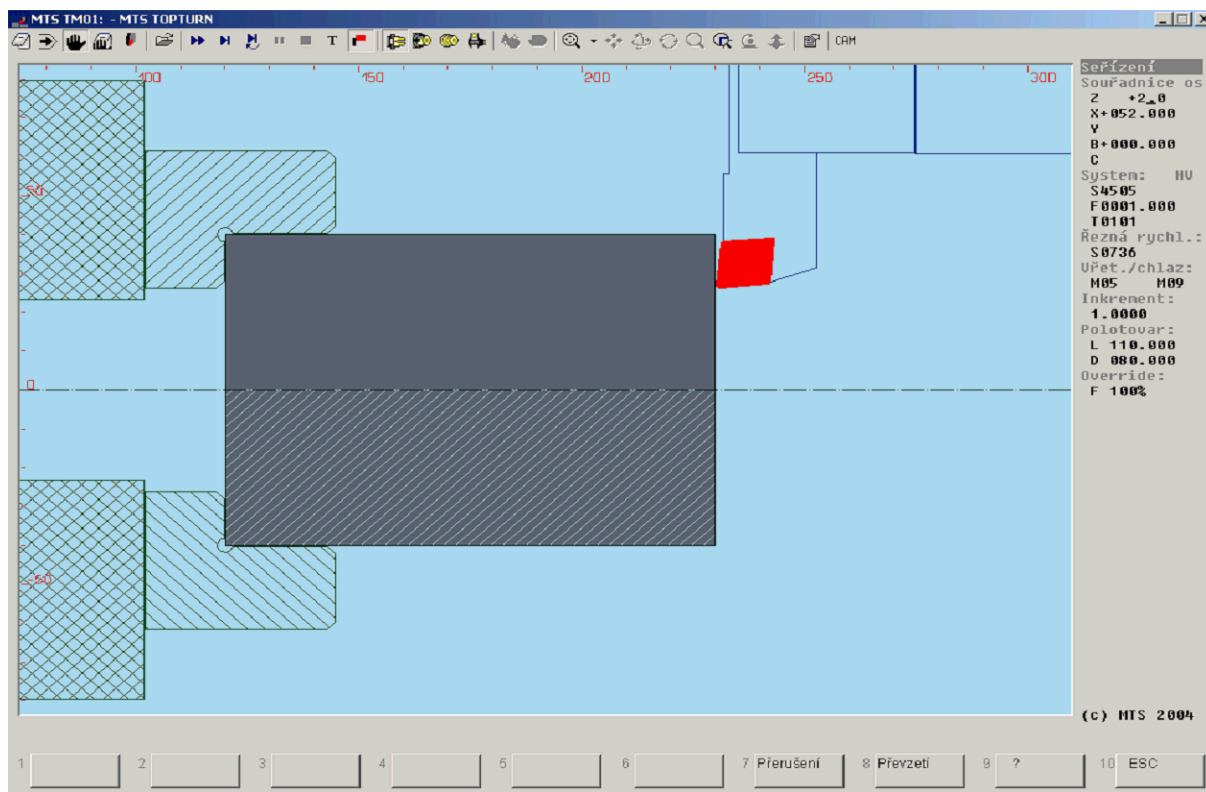 MTS TM01: - MTS TOPTURN
T
CAM
100 150 200 250 300
50
0
-50
Seřízení
Souřadnice os
Z +2_0
X+052.000
Y
B+000.000
C
System: HV
S4505
F0001.000
T0101
Řezná rychl.:
S0736
Vřet./chlaz:
M05 M09
Inkrement:
1.0000
Polotovar:
L 110.000
D 080.000
Override:
F 100%
(c) MTS 2004
1 2 3 4 5 6 7 Přerušení 8 Převzetí 9 ? 10 ESC